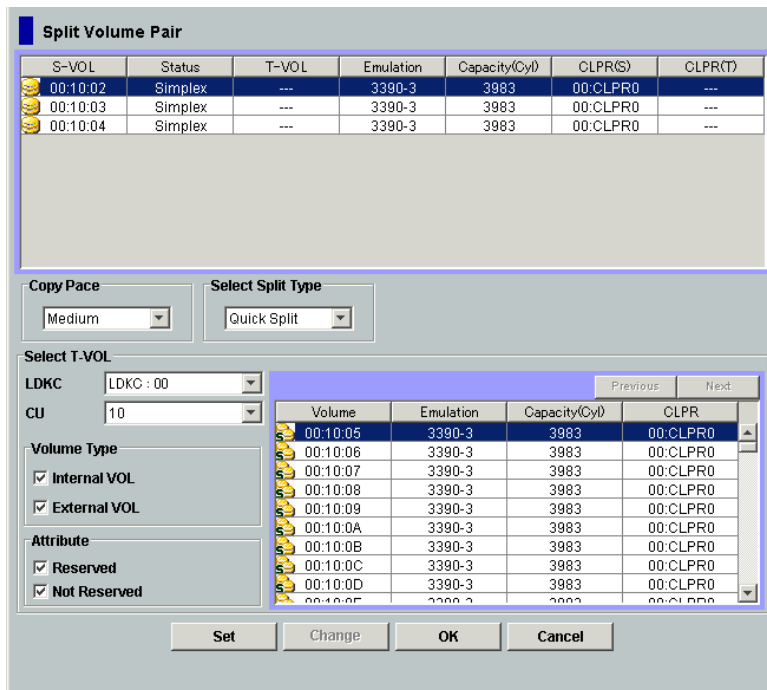 Split Volume Pair
S-VOL Status T-VOL Emulation Capacity(Cyl) CLPR(S) CLPR(T)
00:10:02 Simplex --- 3390-3 3983 00:CLPR0 ---
00:10:03 Simplex --- 3390-3 3983 00:CLPR0 ---
00:10:04 Simplex --- 3390-3 3983 00:CLPR0 ---
Copy Pace Select Split Type
Medium Quick Split
Select T-VOL
LDKC LDKC : 00 Previous Next
CU 10
Volume Emulation Capacity(Cyl) CLPR
00:10:05 3390-3 3983 00:CLPR0
Volume Type 00:10:06 3390-3 3983 00:CLPR0
Internal VOL 00:10:07 3390-3 3983 00:CLPR0
00:10:08 3390-3 3983 00:CLPR0
External VOL 00:10:09 3390-3 3983 00:CLPR0
00:10:0A 3390-3 3983 00:CLPR0
Attribute 00:10:0B 3390-3 3983 00:CLPR0
Reserved 00:10:0C 3390-3 3983 00:CLPR0
Not Reserved 00:10:0D 3390-3 3983 00:CLPR0
Set Change OK Cancel